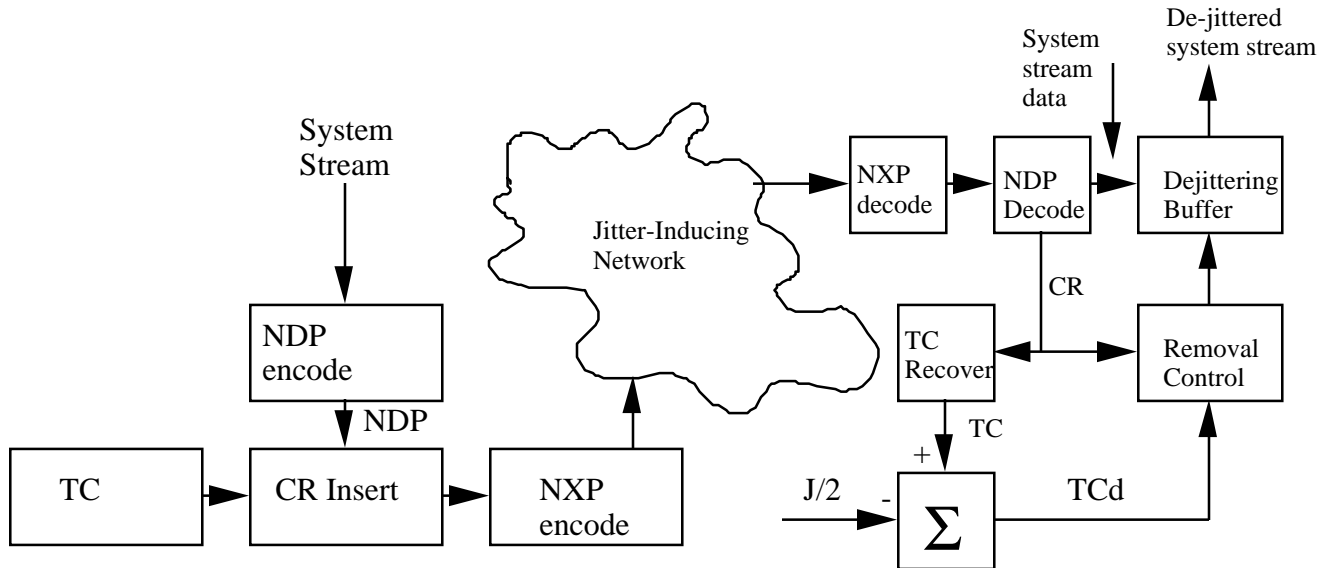 System
Stream
NDP
encode
NDP
TC
CR Insert
NXP
encode
Jitter-Inducing
Network
NXP
decode
NDP
Decode
System
stream
data
De-jittered
system stream
Dejittering
Buffer
CR
TC
Recover
Removal
Control
TC
+
J/2
-
Σ
TCd